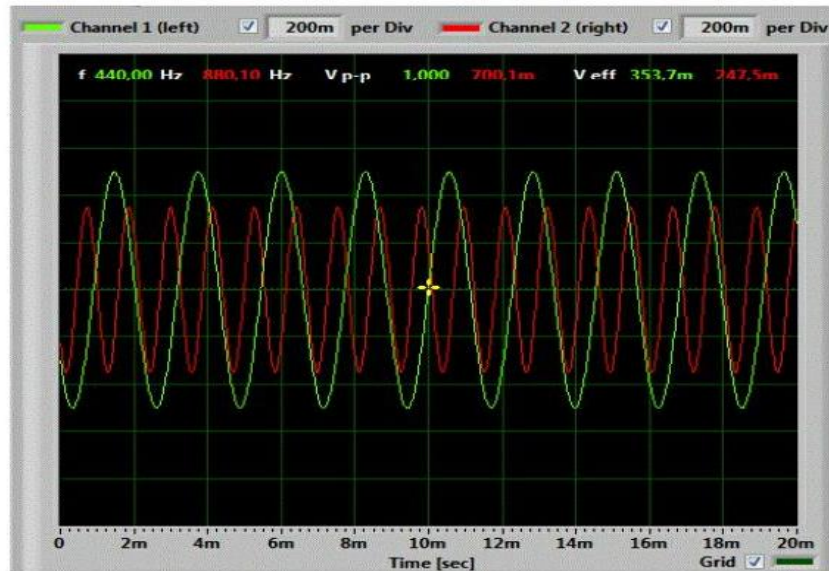 Channel 1 (left) 200m per Div Channel 2 (right) 200m per Div
f 440,00 Hz 880,10 Hz V p-p 1,000 700,1m V eff 353,7m 247,5m
0 2m 4m 6m 8m 10m 12m 14m 16m 18m 20m
Time [sec] Grid